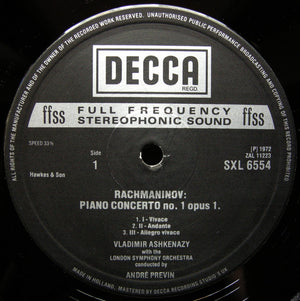 ALL RIGHTS OF THE MANUFACTURER AND OF THE OWNER OF THE RECORDED WORK RESERVED. UNAUTHORISED PUBLIC PERFORMANCE BROADCASTING AND COPYING OF THIS RECORD PROHIBITED
DECCA
REGD.
ffss FULL FREQUENCY ffss
STEREOPHONIC SOUND
SPEED 33⅓
Side
1
(P) 1972
ZAL 11223
SXL 6554
Hawkes & Son
RACHMANINOV:
PIANO CONCERTO no. 1 opus 1.
1. I - Vivace
2. II - Andante
3. III - Allegro vivace
VLADIMIR ASHKENAZY
with the
LONDON SYMPHONY ORCHESTRA
conducted by
ANDRÉ PREVIN
MADE IN HOLLAND, MASTERED BY DECCA RECORDING STUDIO'S UK